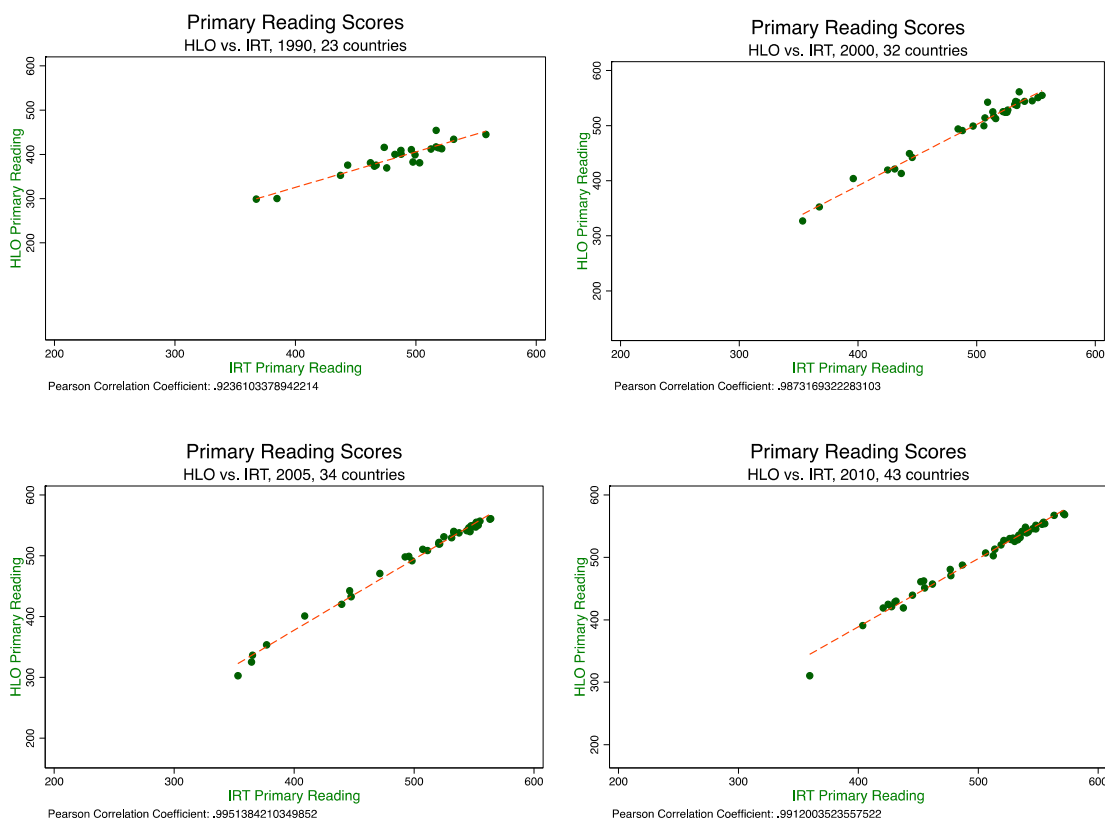 Primary Reading Scores
HLO vs. IRT, 1990, 23 countries
HLO Primary Reading
600
500
400
300
200
200 300 400 500 600
IRT Primary Reading
Pearson Correlation Coefficient: .9236103378942214
Primary Reading Scores
HLO vs. IRT, 2000, 32 countries
HLO Primary Reading
600
500
400
300
200
200 300 400 500 600
IRT Primary Reading
Pearson Correlation Coefficient: .9873169322283103
Primary Reading Scores
HLO vs. IRT, 2005, 34 countries
HLO Primary Reading
600
500
400
300
200
200 300 400 500 600
IRT Primary Reading
Pearson Correlation Coefficient: .9951384210349852
Primary Reading Scores
HLO vs. IRT, 2010, 43 countries
HLO Primary Reading
600
500
400
300
200
200 300 400 500 600
IRT Primary Reading
Pearson Correlation Coefficient: .9912003523557522